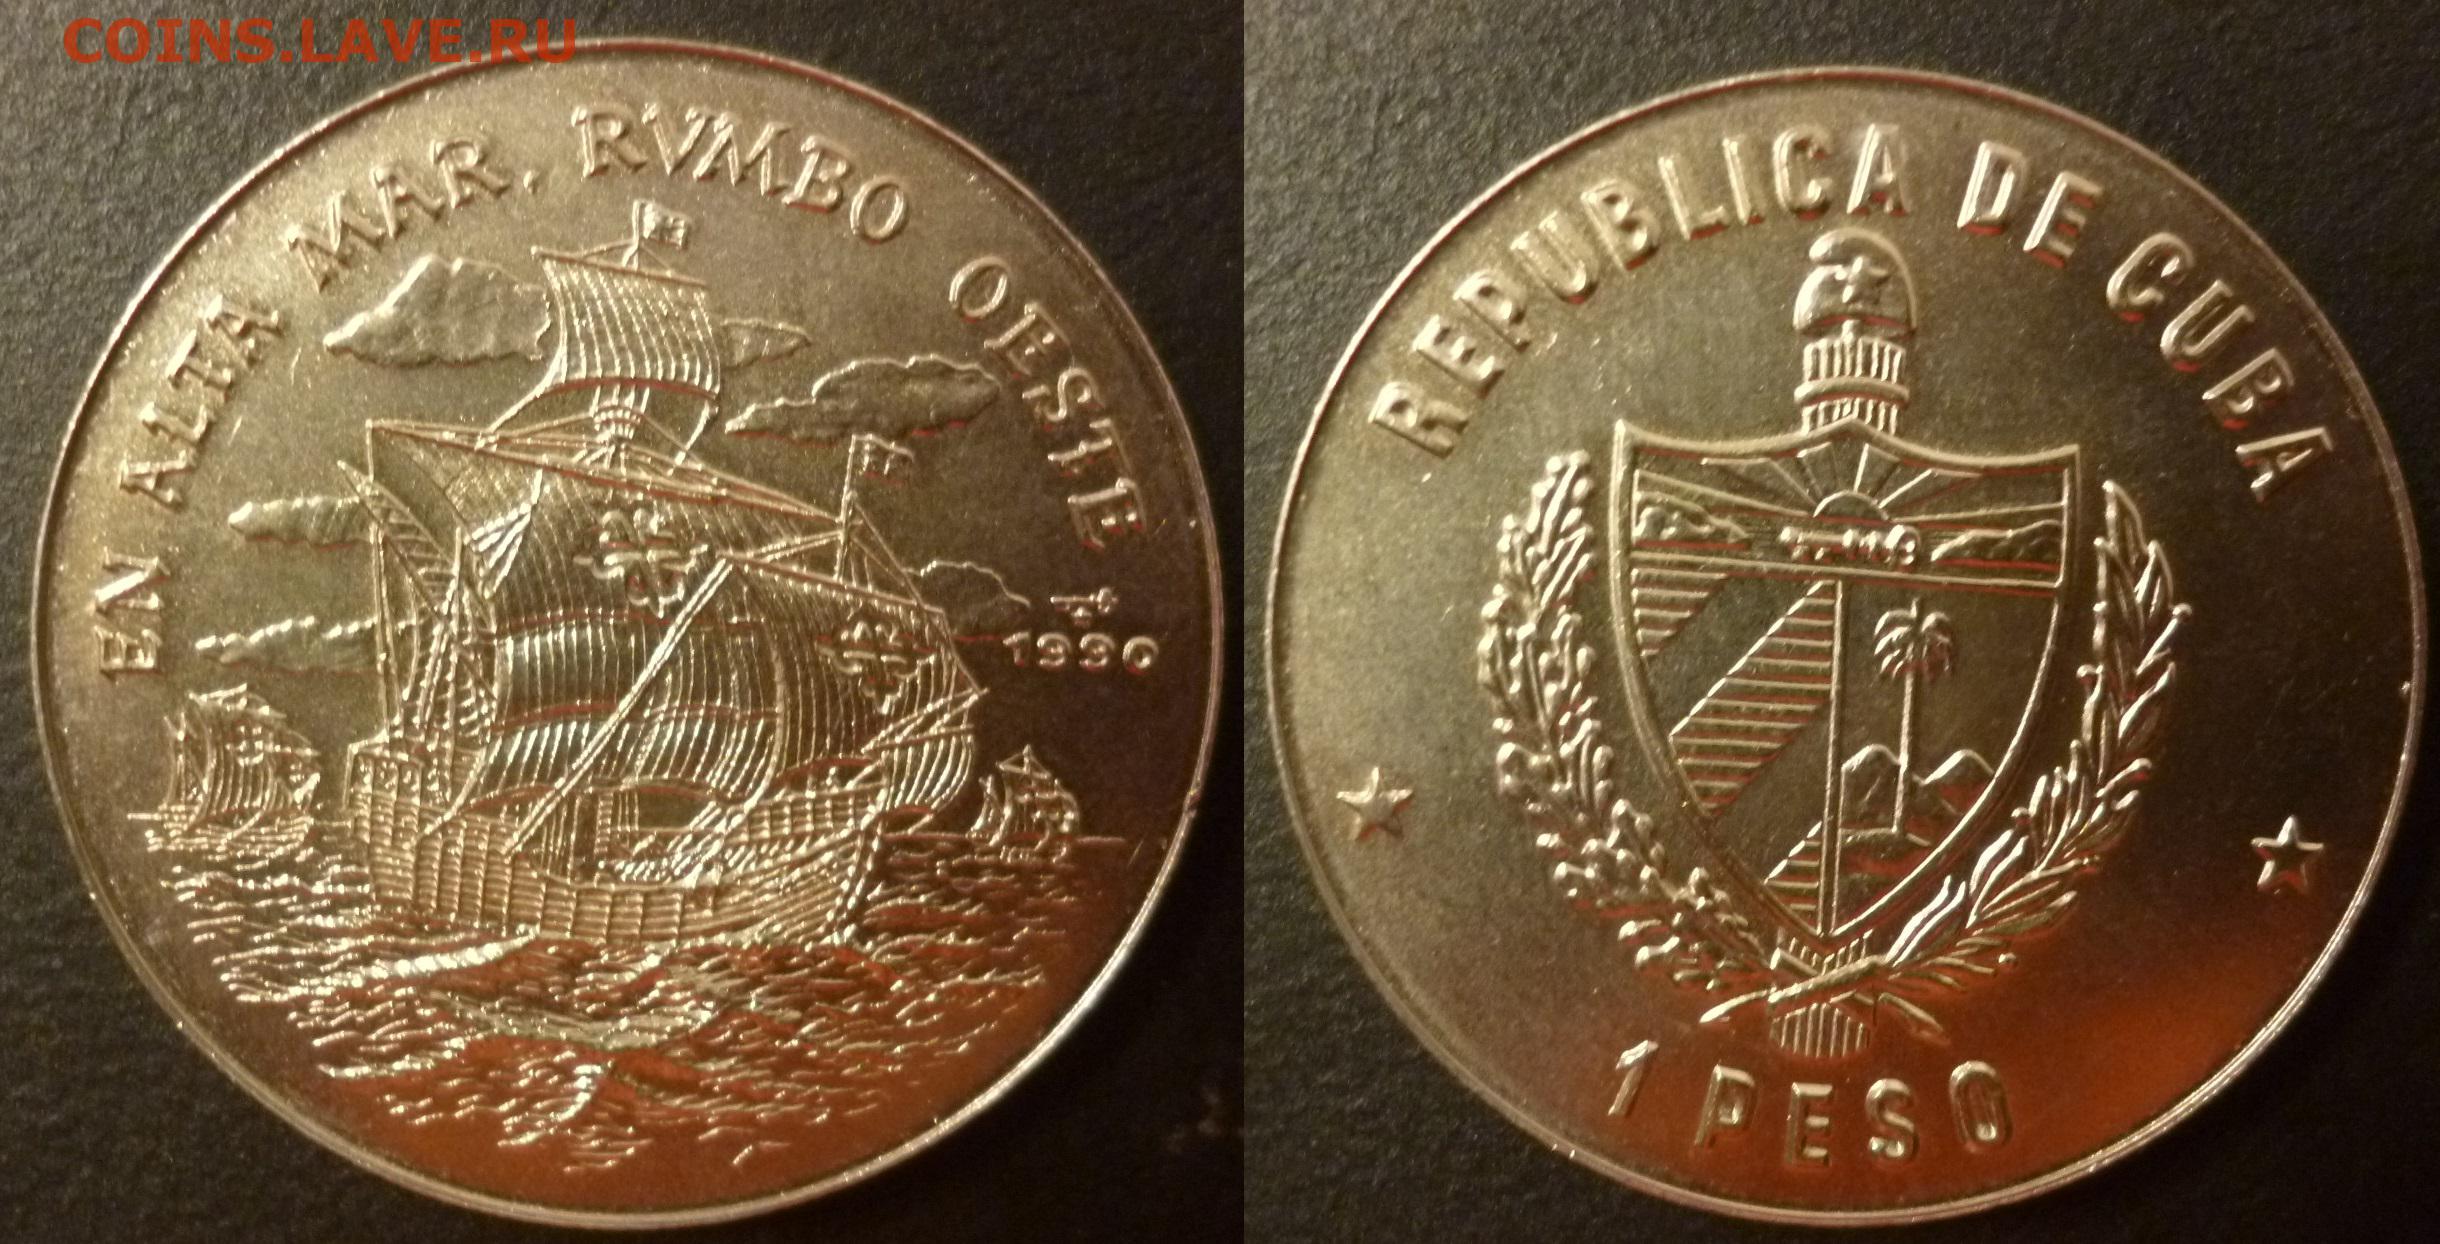 COINS.LAVE.RU
EN ALTA MAR, RVMBO OESTE
1990
REPUBLICA DE CUBA
1 PESO